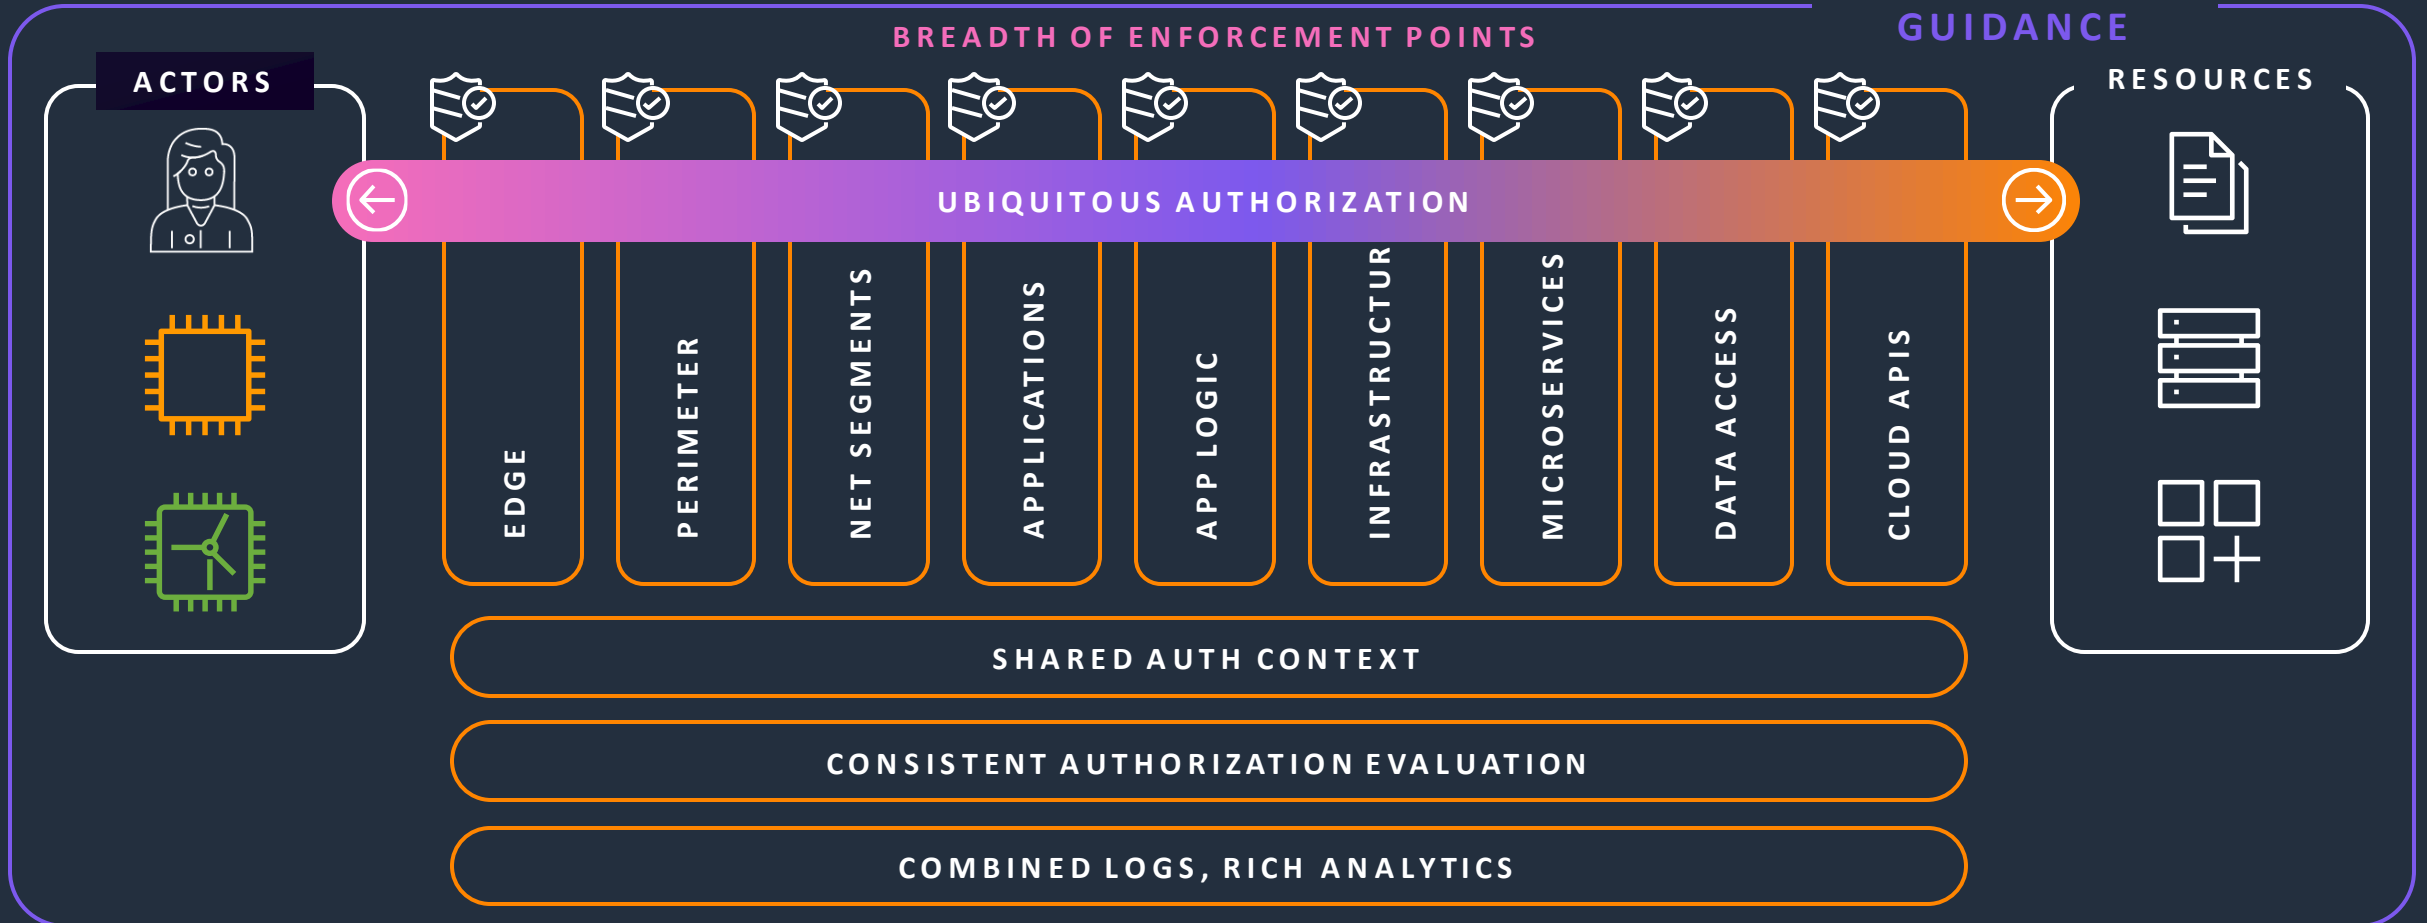 GUIDANCE
BREADTH OF ENFORCEMENT POINTS
ACTORS
RESOURCES
UBIQUITOUS AUTHORIZATION
EDGE
PERIMETER
NET SEGMENTS
APPLICATIONS
APP LOGIC
INFRASTRUCTUR
MICROSERVICES
DATA ACCESS
CLOUD APIS
SHARED AUTH CONTEXT
CONSISTENT AUTHORIZATION EVALUATION
COMBINED LOGS, RICH ANALYTICS